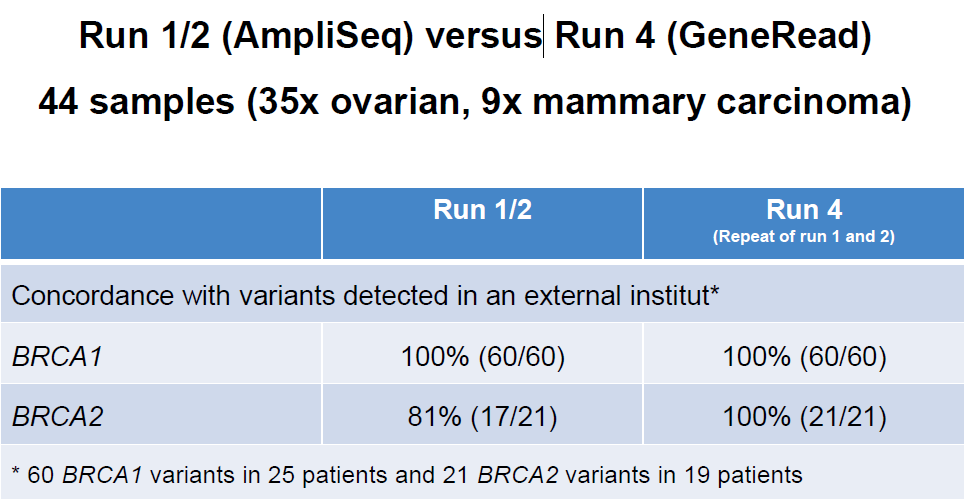 Run 1/2 (AmpliSeq) versus Run 4 (GeneRead)
44 samples (35x ovarian, 9x mammary carcinoma)
Run 1/2
Run 4
(Repeat of run 1 and 2)
Concordance with variants detected in an external institut*
BRCA1 100% (60/60) 100% (60/60)
BRCA2 81% (17/21) 100% (21/21)
* 60 BRCA1 variants in 25 patients and 21 BRCA2 variants in 19 patients